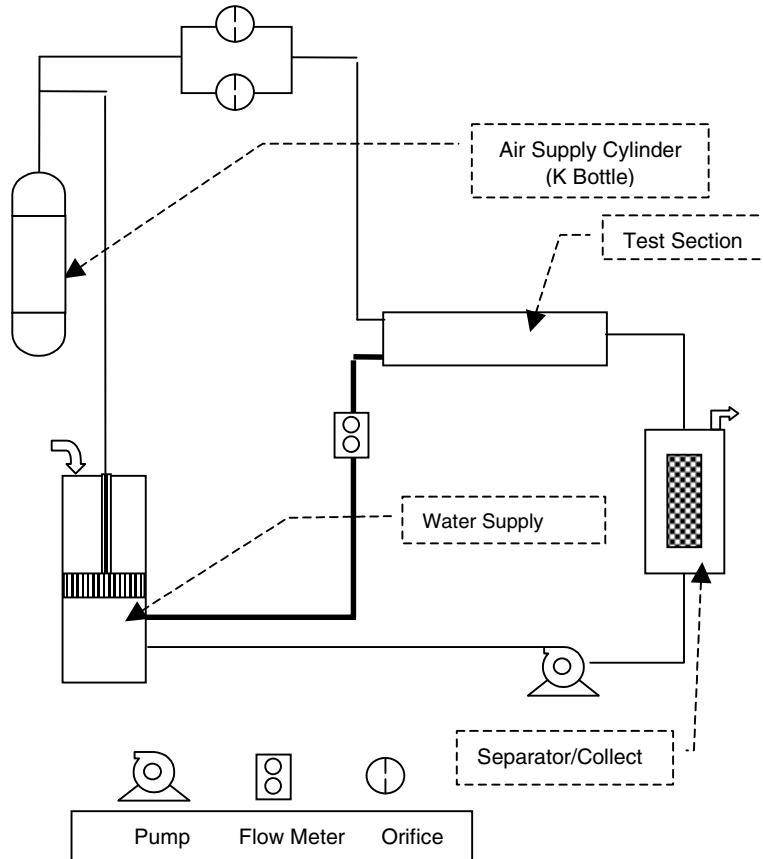 Air Supply Cylinder
(K Bottle)
Test Section
Water Supply
Separator/Collect
Pump Flow Meter Orifice